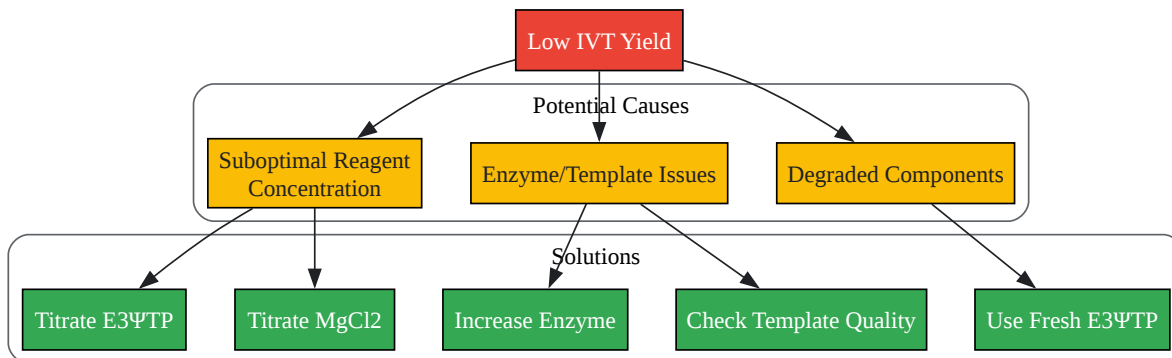 Low IVT Yield
Potential Causes
Suboptimal Reagent
Concentration
Enzyme/Template Issues
Degraded Components
Solutions
Titrate E3ΨTP
Titrate MgCl2
Increase Enzyme
Check Template Quality
Use Fresh E3ΨTP